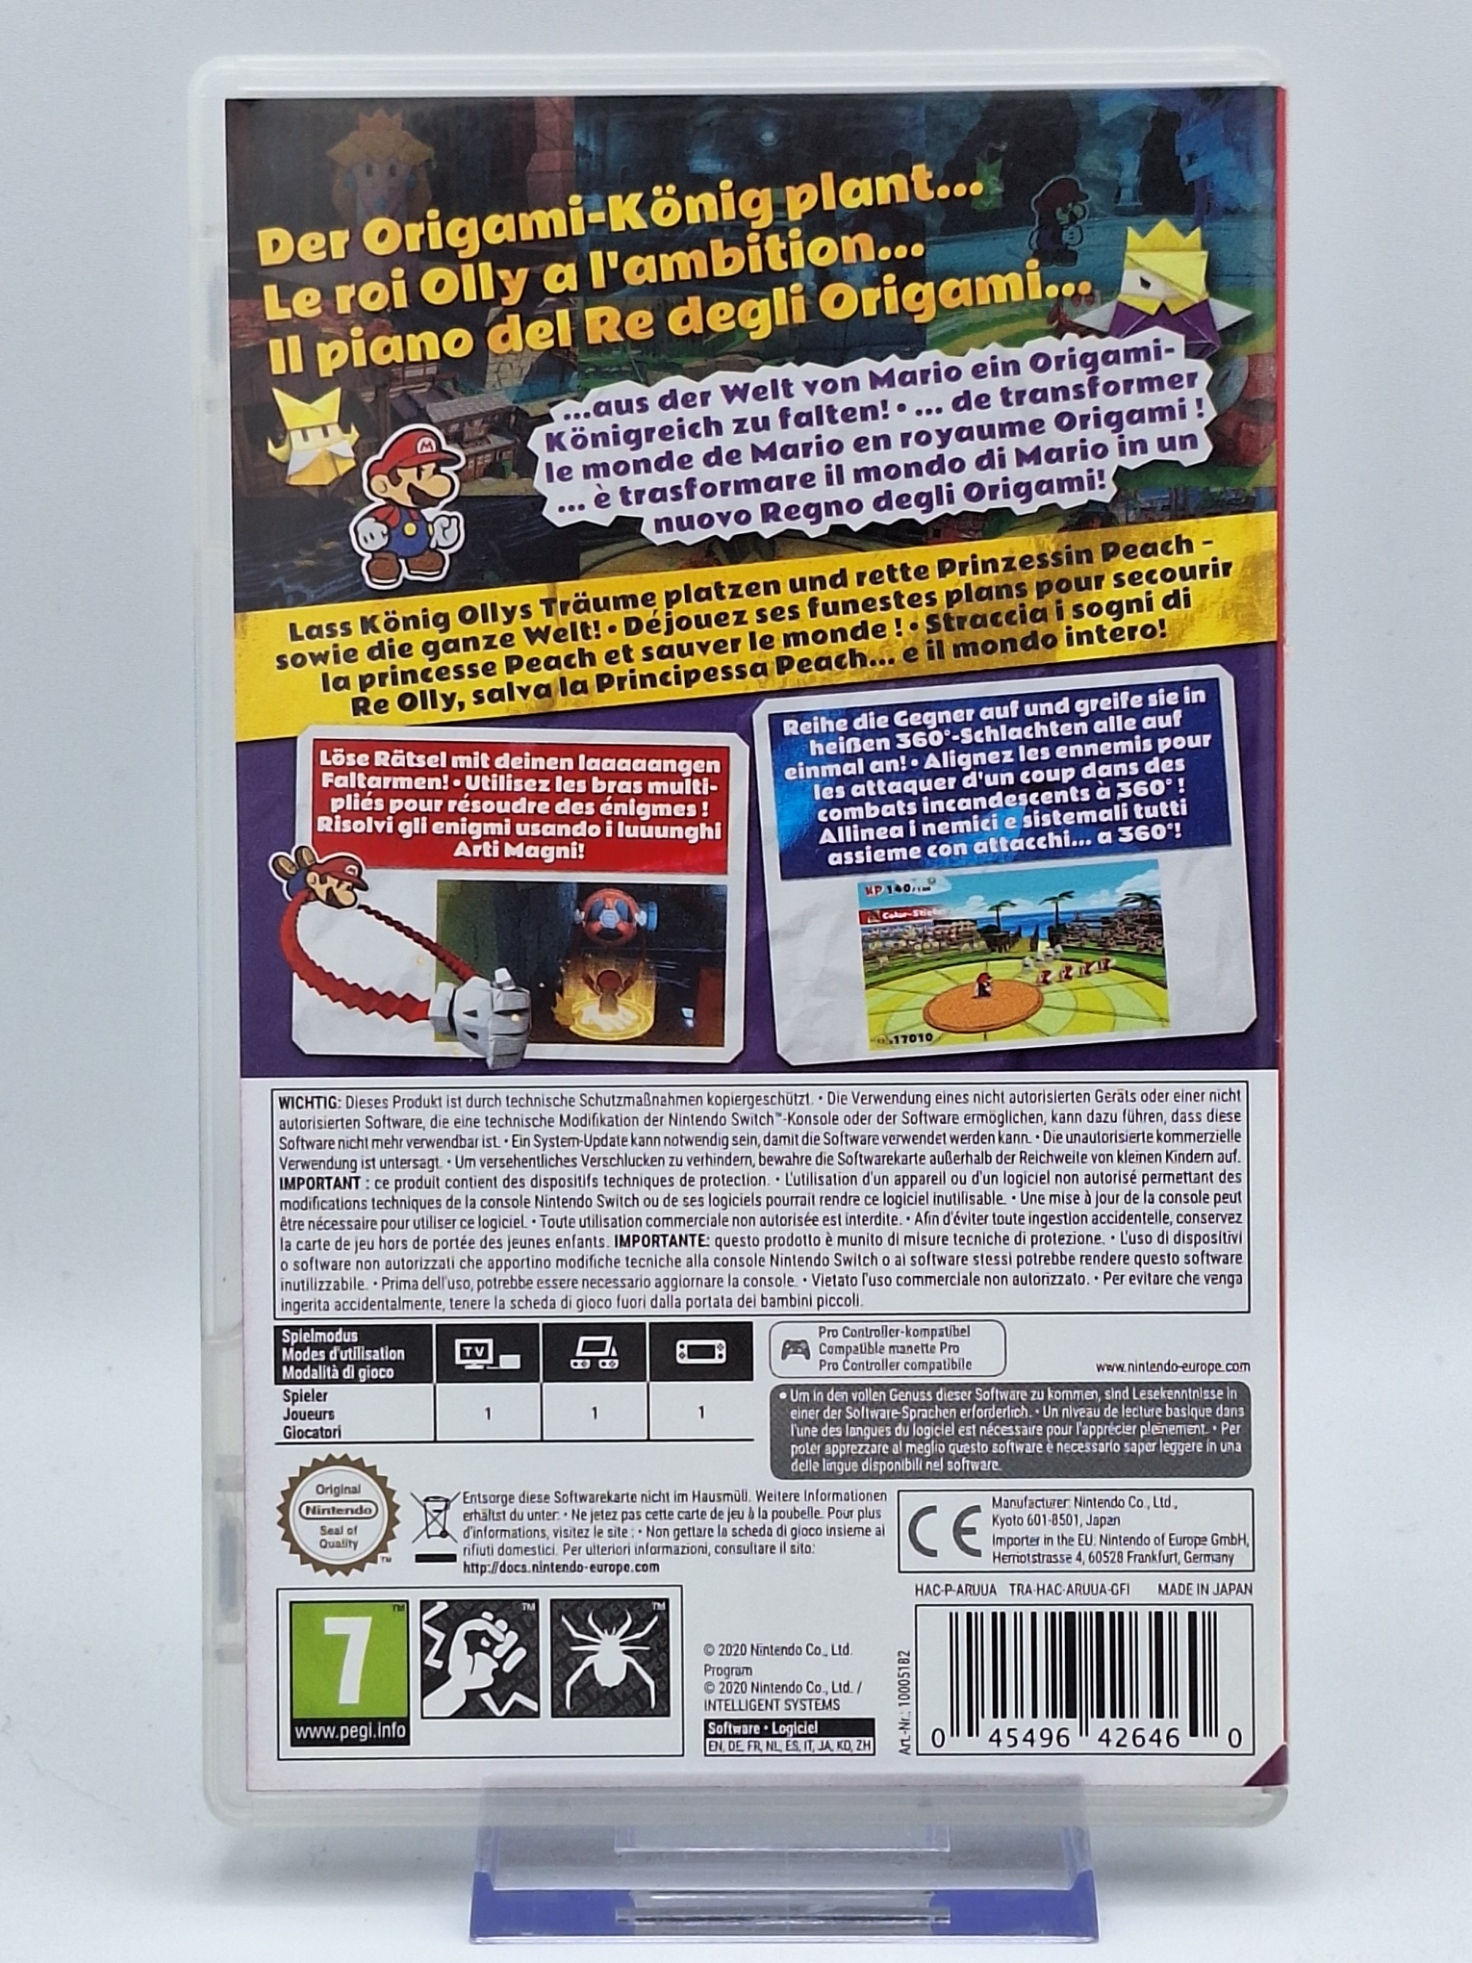 Der Origami-König plant...
Le roi Olly a l'ambition...
Il piano del Re degli Origami...
...aus der Welt von Mario ein Origami-
Königreich zu falten! • ... de transformer
le monde de Mario en royaume Origami !
... è trasformare il mondo di Mario in un
nuovo Regno degli Origami!
Lass König Ollys Träume platzen und rette Prinzessin Peach –
sowie die ganze Welt! • Déjouez ses funestes plans pour secourir
la princesse Peach et sauver le monde ! • Straccia i sogni di
Re Olly, salva la Principessa Peach... e il mondo intero!
Löse Rätsel mit deinen laaaaangen
Faltarmen! • Utilisez les bras multi-
pliés pour résoudre des énigmes !
Risolvi gli enigmi usando i luuunghi
Arti Magni!
Reihe die Gegner auf und greife sie in
heißen 360°-Schlachten alle auf
einmal an! • Alignez les ennemis pour
les attaquer d'un coup dans des
combats incandescents à 360° !
Allinea i nemici e sistemali tutti
assieme con attacchi... a 360°!
HP 140
17010
WICHTIG: Dieses Produkt ist durch technische Schutzmaßnahmen kopiergeschützt. • Die Verwendung eines nicht autorisierten Geräts oder einer nicht
autorisierten Software, die eine technische Modifikation der Nintendo Switch™-Konsole oder der Software ermöglichen, kann dazu führen, dass diese
Software nicht mehr verwendbar ist. • Ein System-Update kann notwendig sein, damit die Software verwendet werden kann. • Die unautorisierte kommerzielle
Verwendung ist untersagt. • Um versehentliches Verschlucken zu verhindern, bewahre die Softwarekarte außerhalb der Reichweite von kleinen Kindern auf.
IMPORTANT : ce produit contient des dispositifs techniques de protection. • L'utilisation d'un appareil ou d'un logiciel non autorisé permettant des
modifications techniques de la console Nintendo Switch ou de ses logiciels pourrait rendre ce logiciel inutilisable. • Une mise à jour de la console peut
être nécessaire pour utiliser ce logiciel. • Toute utilisation commerciale non autorisée est interdite. • Afin d'éviter toute ingestion accidentelle, conservez
la carte de jeu hors de portée des jeunes enfants. IMPORTANTE: questo prodotto è munito di misure tecniche di protezione. • L'uso di dispositivi
o software non autorizzati che apportino modifiche tecniche alla console Nintendo Switch o ai software stessi potrebbe rendere questo software
inutilizzabile. • Prima dell'uso, potrebbe essere necessario aggiornare la console. • Vietato l'uso commerciale non autorizzato. • Per evitare che venga
ingerita accidentalmente, tenere la scheda di gioco fuori dalla portata dei bambini piccoli.
Spielmodus
Modes d'utilisation
Modalità di gioco
TV
Spieler
Joueurs
Giocatori
1 1 1
Pro Controller-kompatibel
Compatible manette Pro
Pro Controller compatibile
www.nintendo-europe.com
• Um in den vollen Genuss dieser Software zu kommen, sind Lesekenntnisse in
einer der Software-Sprachen erforderlich. • Un niveau de lecture basique dans
l'une des langues du logiciel est nécessaire pour l'apprécier pleinement. • Per
poter apprezzare al meglio questo software è necessario saper leggere in una
delle lingue disponibili nel software.
Original
Nintendo
Seal of
Quality
TM
Entsorge diese Softwarekarte nicht im Hausmüll. Weitere Informationen
erhältst du unter: • Ne jetez pas cette carte de jeu à la poubelle. Pour plus
d'informations, visitez le site : • Non gettare la scheda di gioco insieme ai
rifiuti domestici. Per ulteriori informazioni, consultare il sito:
http://docs.nintendo-europe.com
CE
Manufacturer: Nintendo Co., Ltd.,
Kyoto 601-8501, Japan
Importer in the EU: Nintendo of Europe GmbH,
Herriotstrasse 4, 60528 Frankfurt, Germany
HAC-P-ARUUA TRA-HAC-ARUUA-GFI MADE IN JAPAN
7
TM
www.pegi.info
TM
TM
© 2020 Nintendo Co., Ltd.
Program
© 2020 Nintendo Co., Ltd. /
INTELLIGENT SYSTEMS
Software • Logiciel
EN, DE, FR, NL, ES, IT, JA, KO, ZH
Art.-Nr.: 10005182
0 45496 42646 0